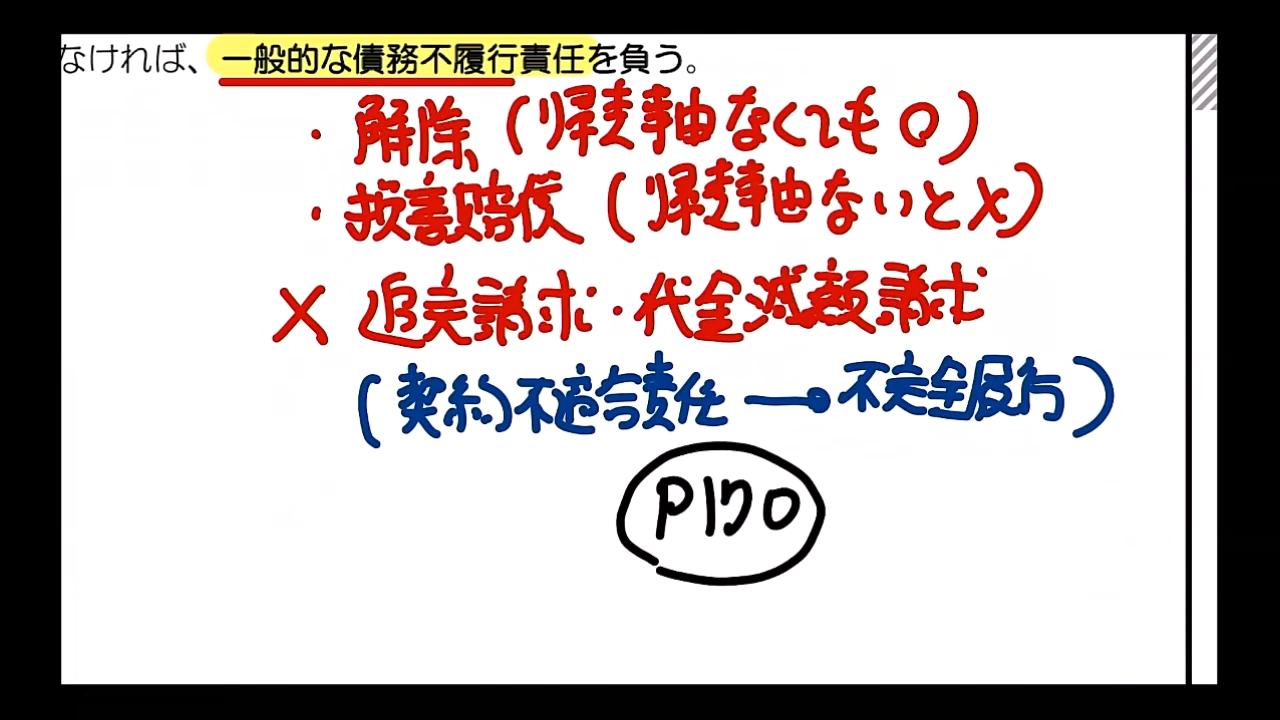 なければ、一般的な債務不履行責任を負う。
・解除(帰責事由なくても○)
・損害賠償(帰責事由ないと×)
× 追完請求・代金減額請求
(契約不適合責任→不完全履行)
P170